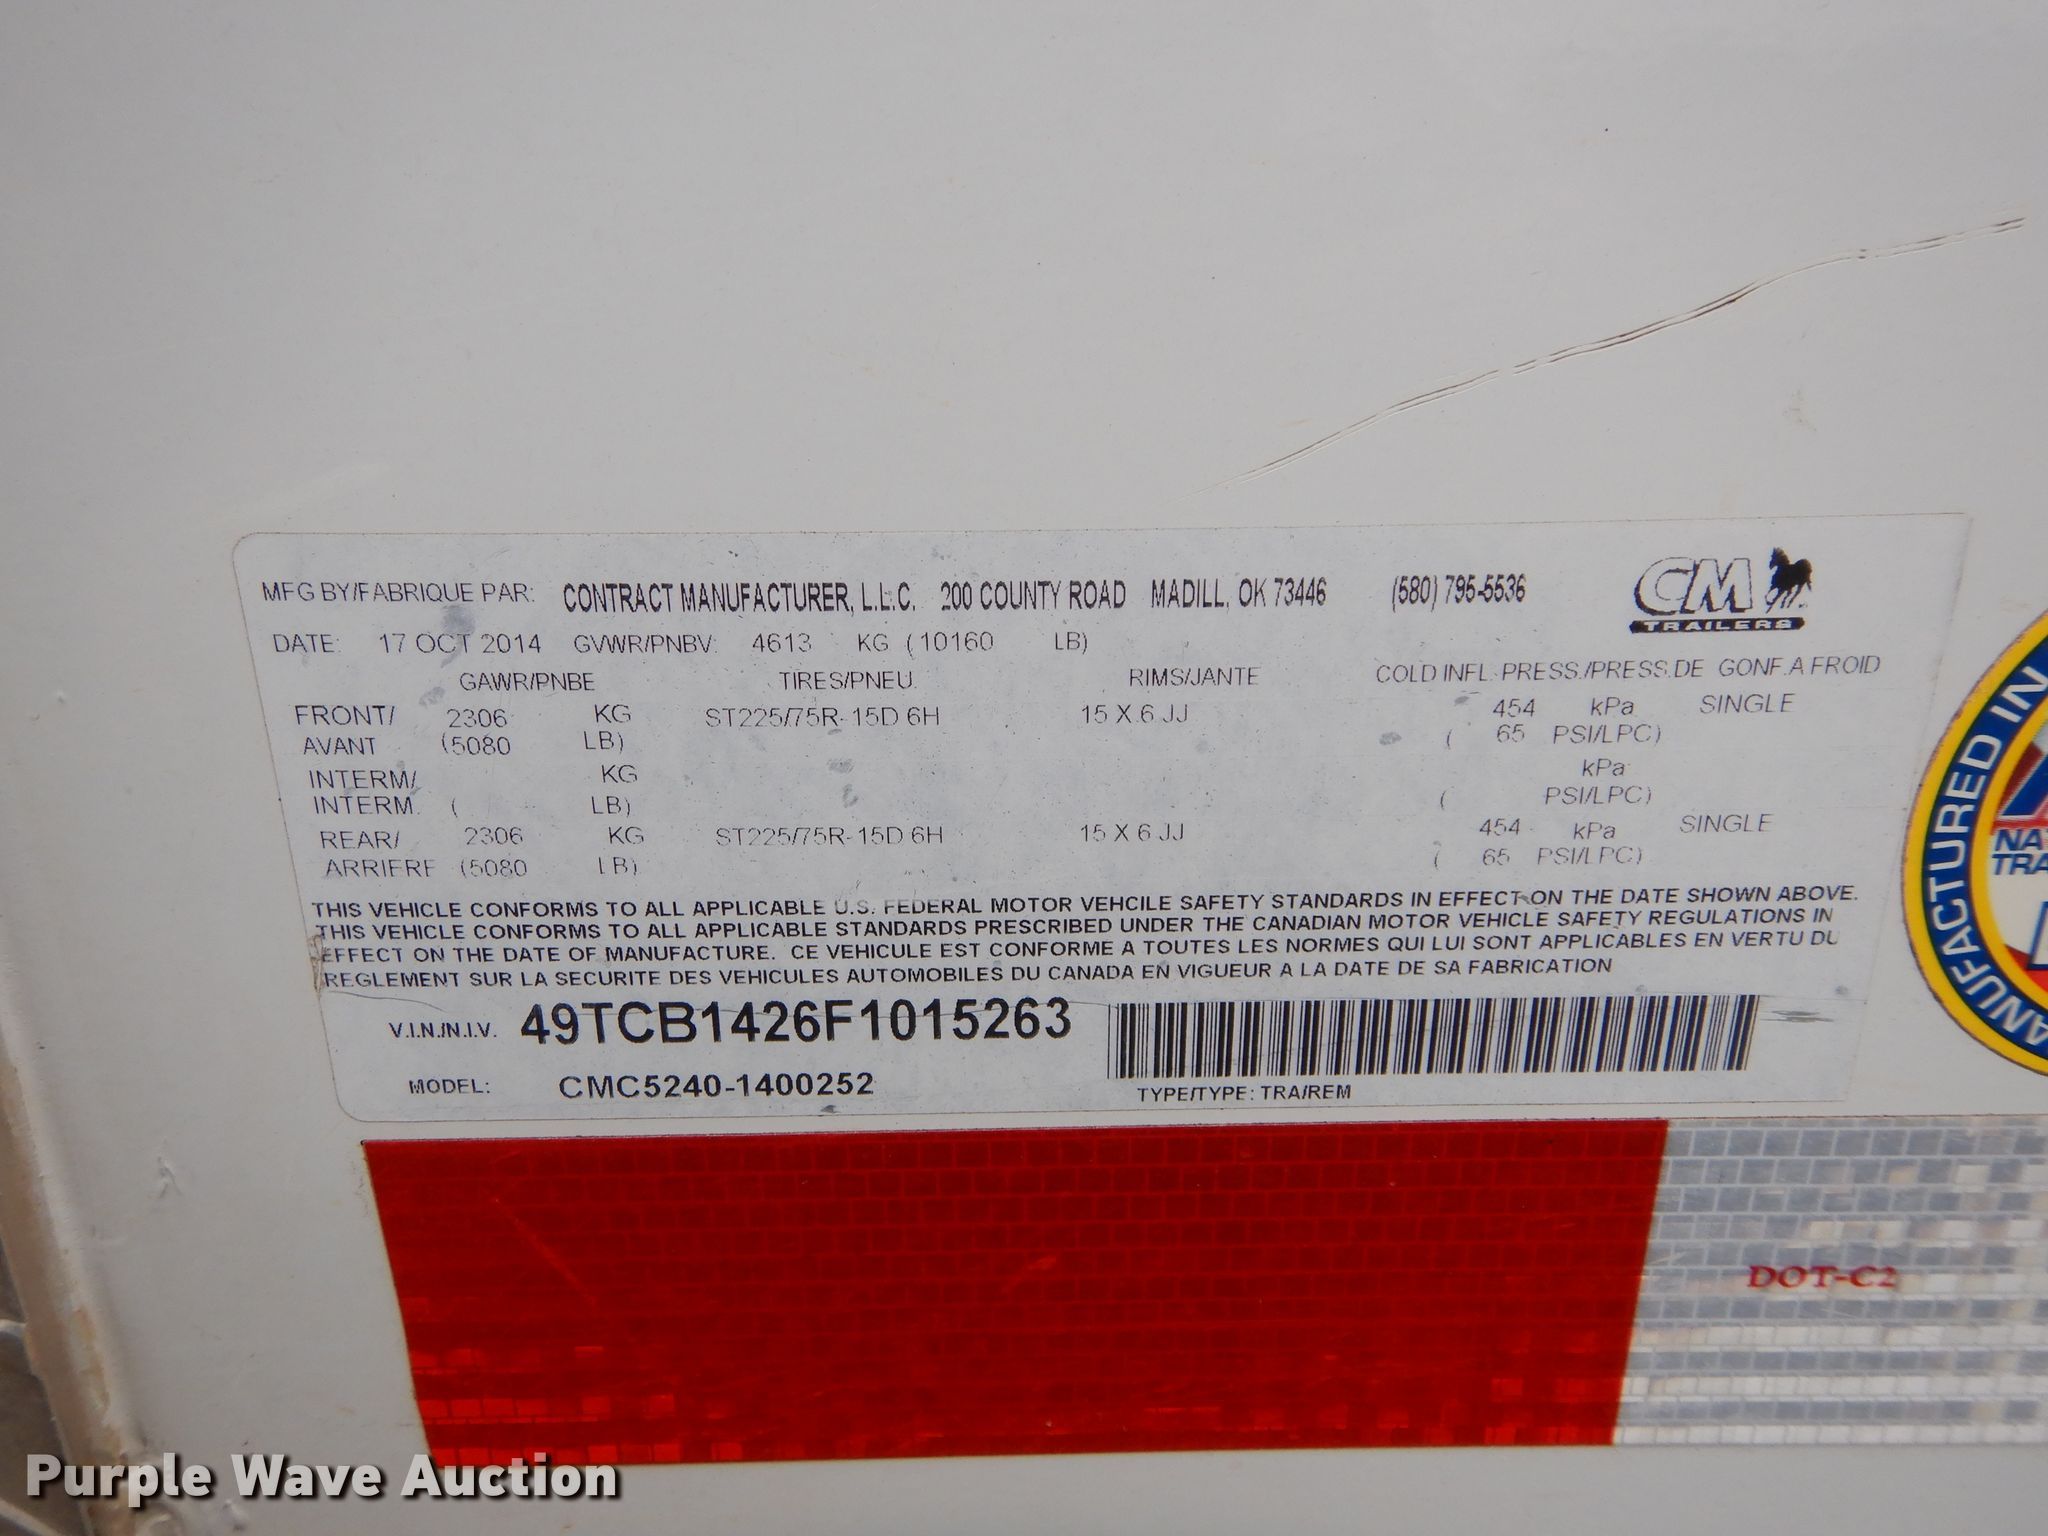 MFG BY/FABRIQUE PAR: CONTRACT MANUFACTURER, L.L.C. 200 COUNTY ROAD MADILL, OK 73446 (580) 795-5536
CM
TRAILERS
DATE: 17 OCT 2014 GVWR/PNBV: 4613 KG (10160 LB)
GAWR/PNBE TIRES/PNEU RIMS/JANTE COLD INFL. PRESS./PRESS.DE GONF.A FROID
FRONT/ 2306 KG ST225/75R-15D 6H 15 X 6 JJ 454 kPa SINGLE
AVANT (5080 LB) ( 65 PSI/LPC)
INTERM/ KG kPa
INTERM. ( LB) ( PSI/LPC)
REAR/ 2306 KG ST225/75R-15D 6H 15 X 6 JJ 454 kPa SINGLE
ARRIERE (5080 LB) ( 65 PSI/LPC)
THIS VEHICLE CONFORMS TO ALL APPLICABLE U.S. FEDERAL MOTOR VEHCILE SAFETY STANDARDS IN EFFECT ON THE DATE SHOWN ABOVE.
THIS VEHICLE CONFORMS TO ALL APPLICABLE STANDARDS PRESCRIBED UNDER THE CANADIAN MOTOR VEHICLE SAFETY REGULATIONS IN
EFFECT ON THE DATE OF MANUFACTURE. CE VEHICULE EST CONFORME A TOUTES LES NORMES QUI LUI SONT APPLICABLES EN VERTU DU
REGLEMENT SUR LA SECURITE DES VEHICULES AUTOMOBILES DU CANADA EN VIGUEUR A LA DATE DE SA FABRICATION
V.I.N./N.I.V. 49TCB1426F1015263
MODEL: CMC5240-1400252 TYPE/TYPE: TRA/REM
MANUFACTURED IN
NA
TRA
DOT-C2
Purple Wave Auction